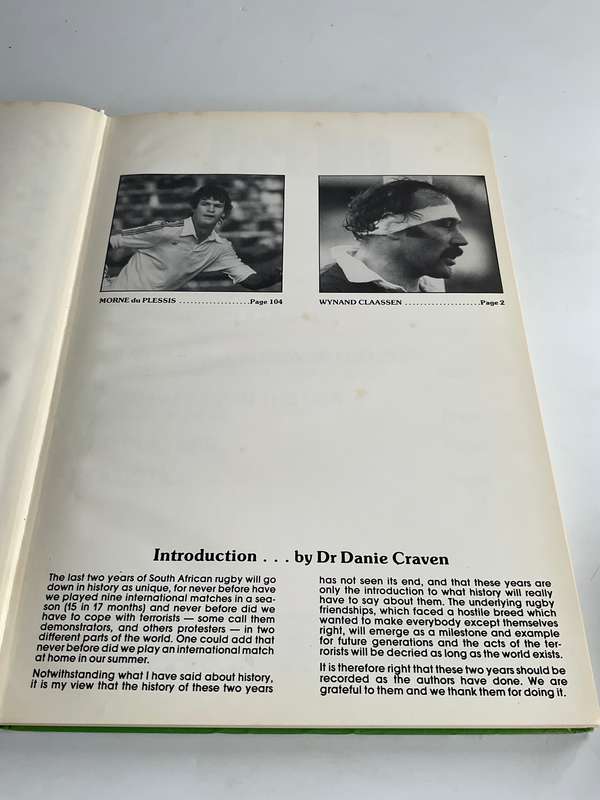 MORNE du PLESSIS ...................Page 104
WYNAND CLAASSEN ....................Page 2
Introduction . . . by Dr Danie Craven
The last two years of South African rugby will go
down in history as unique, for never before have
we played nine international matches in a sea-
son (15 in 17 months) and never before did we
have to cope with terrorists — some call them
demonstrators, and others protesters — in two
different parts of the world. One could add that
never before did we play an international match
at home in our summer.
Notwithstanding what I have said about history,
it is my view that the history of these two years
has not seen its end, and that these years are
only the introduction to what history will really
have to say about them. The underlying rugby
friendships, which faced a hostile breed which
wanted to make everybody except themselves
right, will emerge as a milestone and example
for future generations and the acts of the ter-
rorists will be decried as long as the world exists.
It is therefore right that these two years should be
recorded as the authors have done. We are
grateful to them and we thank them for doing it.